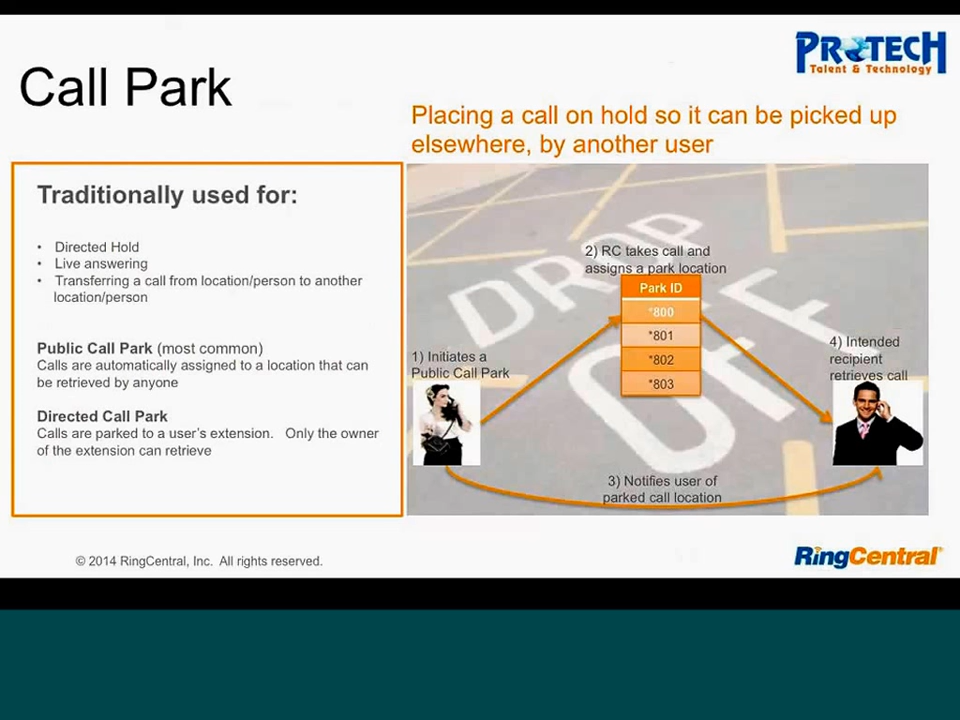 PROTECH
Talent & Technology
Call Park
Placing a call on hold so it can be picked up
elsewhere, by another user
Traditionally used for:
• Directed Hold
• Live answering
• Transferring a call from location/person to another
location/person
Public Call Park (most common)
Calls are automatically assigned to a location that can
be retrieved by anyone
Directed Call Park
Calls are parked to a user's extension. Only the owner
of the extension can retrieve
DROP
OFF
2) RC takes call and
assigns a park location
Park ID
*800
*801
*802
*803
1) Initiates a
Public Call Park
4) Intended
recipient
retrieves call
3) Notifies user of
parked call location
© 2014 RingCentral, Inc. All rights reserved.
RingCentral